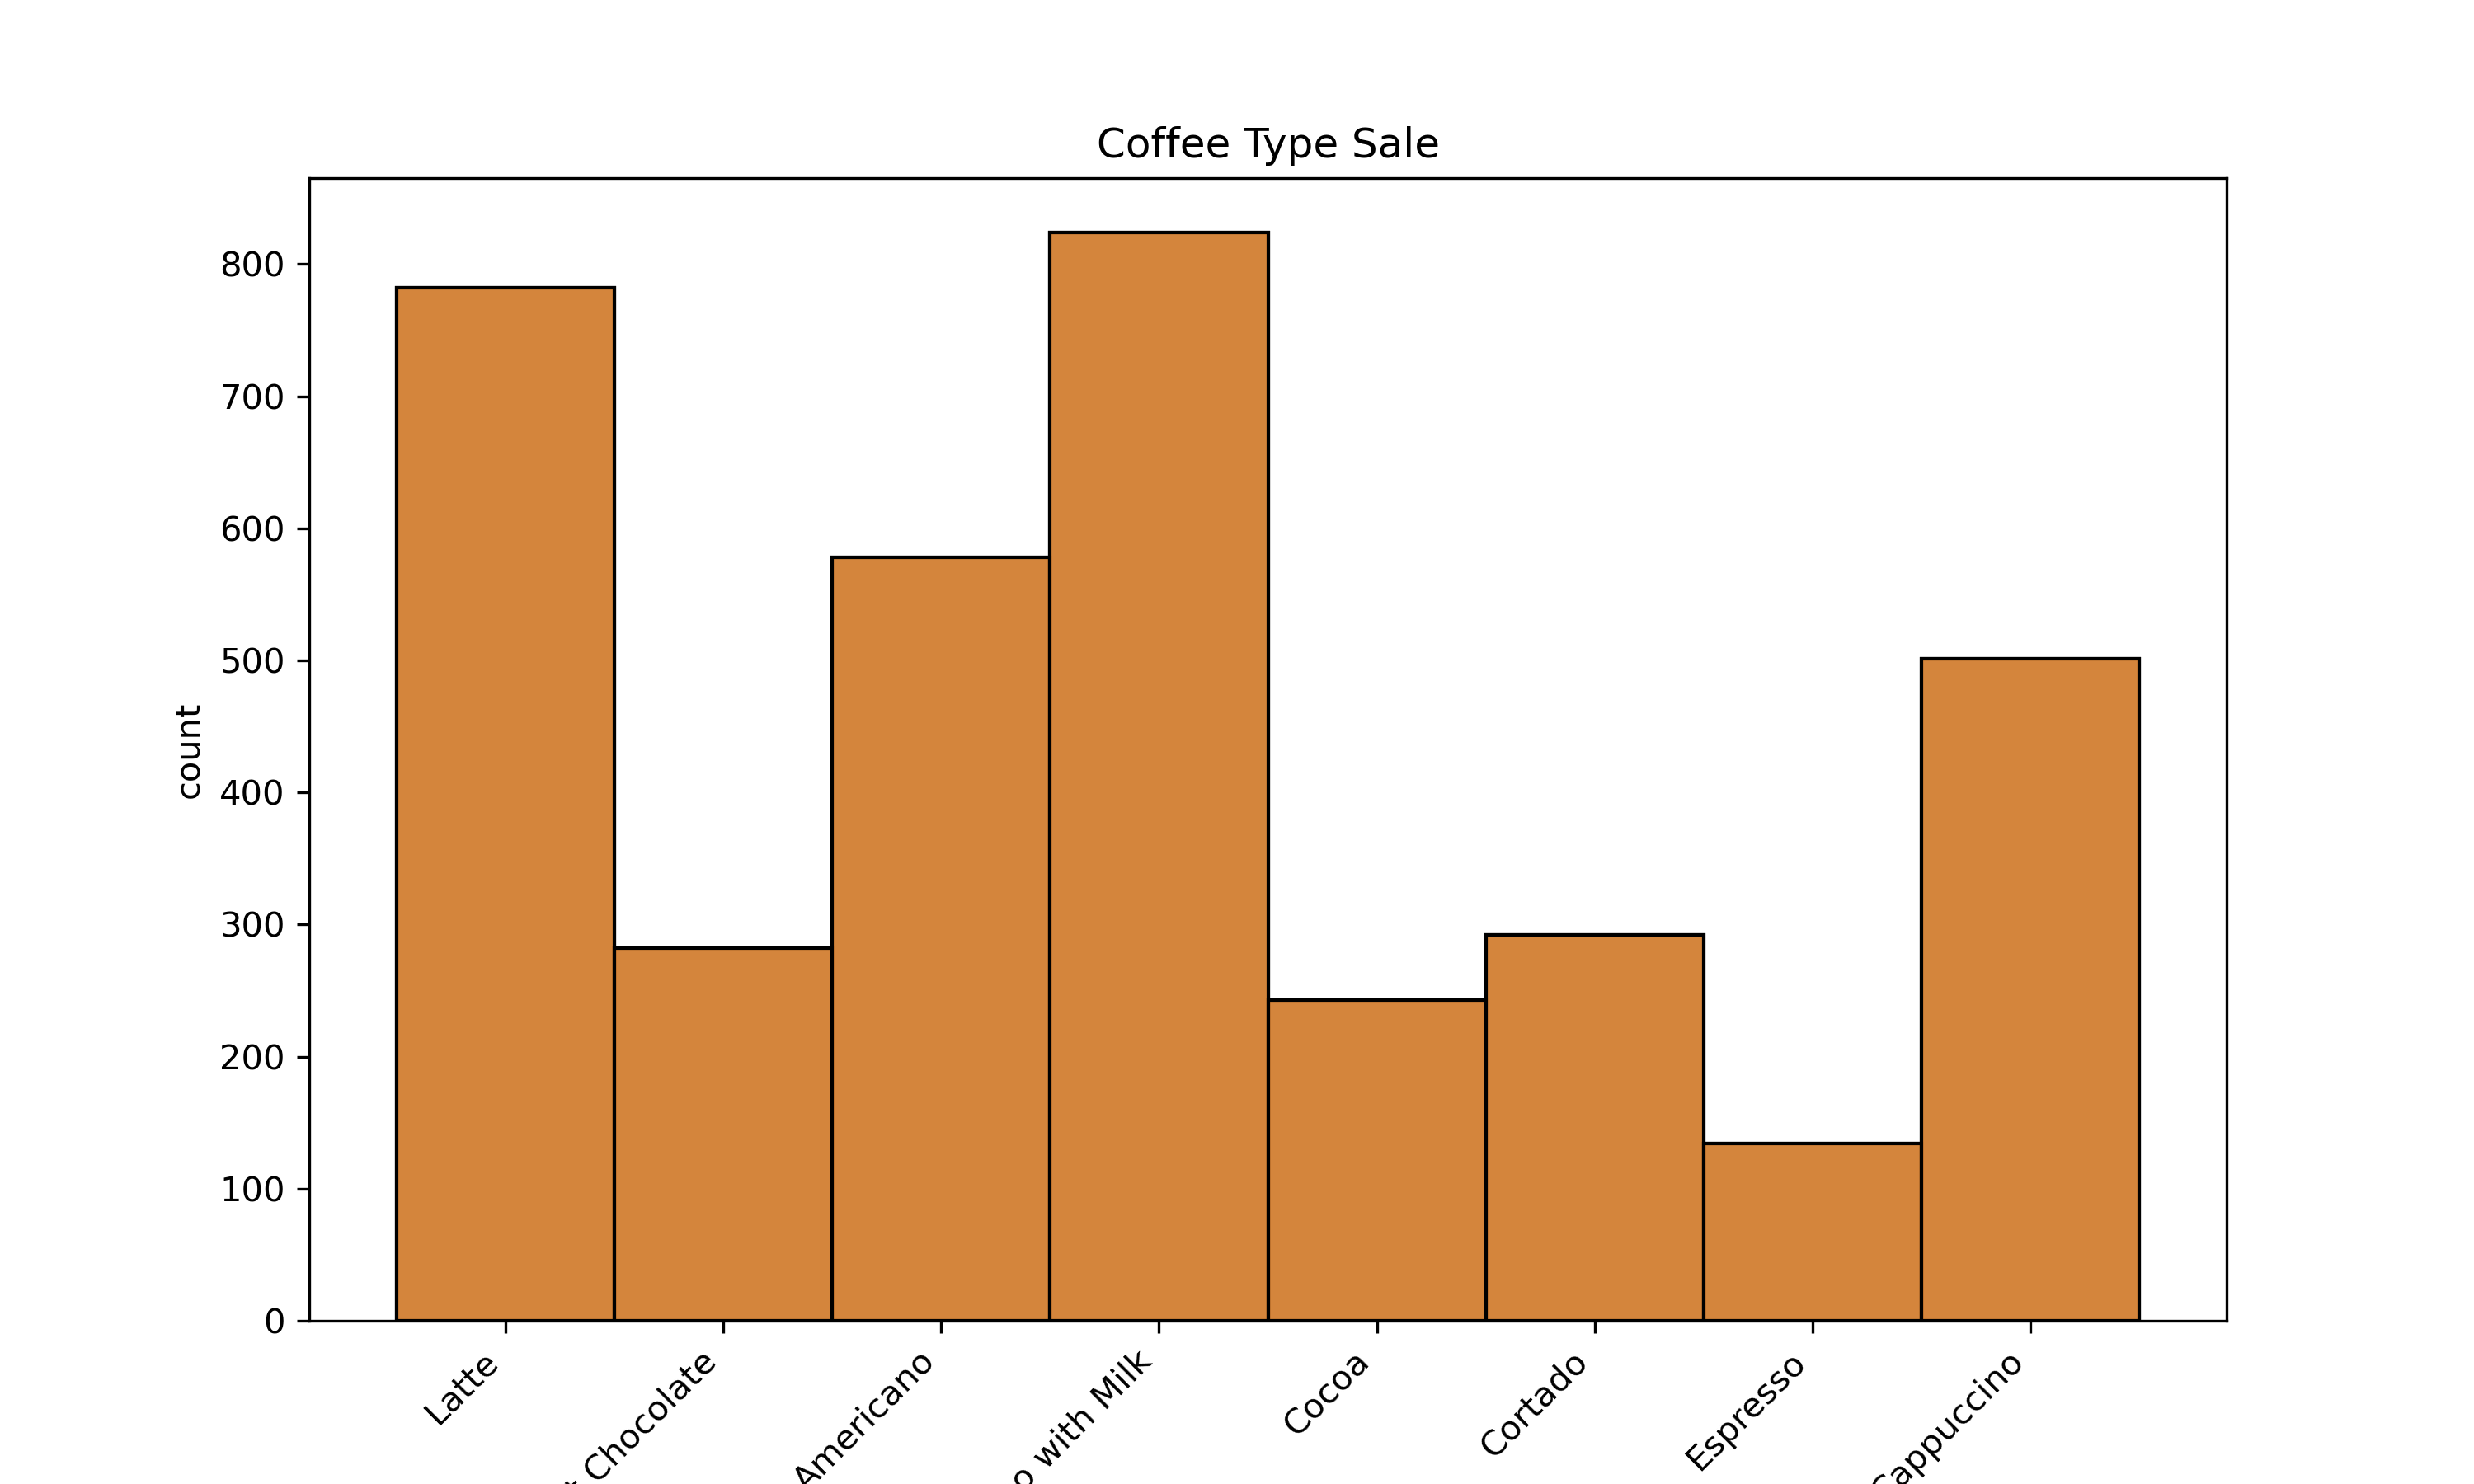 Coffee Type Sale
800
700
600
500
400
300
200
100
0
count
Latte
Chocolate
Americano
with Milk
Cocoa
Cortado
Espresso
Cappuccino